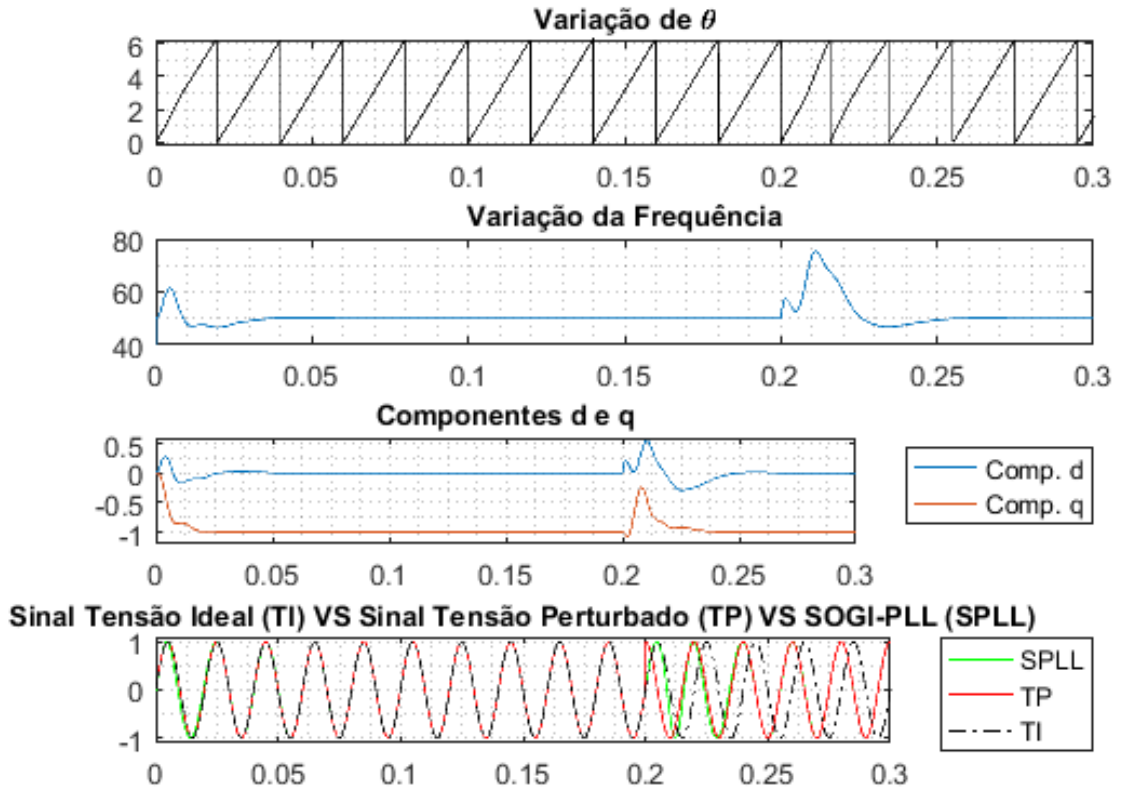 Variação de θ
6
4
2
0
0 0.05 0.1 0.15 0.2 0.25 0.3
Variação da Frequência
80
60
40
0 0.05 0.1 0.15 0.2 0.25 0.3
Componentes d e q
0.5
0
-0.5
-1
0 0.05 0.1 0.15 0.2 0.25 0.3
Comp. d
Comp. q
Sinal Tensão Ideal (TI) VS Sinal Tensão Perturbado (TP) VS SOGI-PLL (SPLL)
1
0
-1
0 0.05 0.1 0.15 0.2 0.25 0.3
SPLL
TP
TI